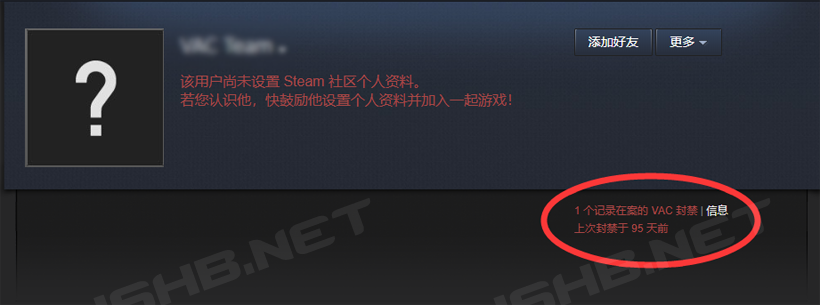 VAC Team
添加好友
更多
?
该用户尚未设置 Steam 社区个人资料。
若您认识他，快鼓励他设置个人资料并加入一起游戏！
1 个记录在案的 VAC 封禁 | 信息
上次封禁于 95 天前
JSHB.NET
JSHB.NET